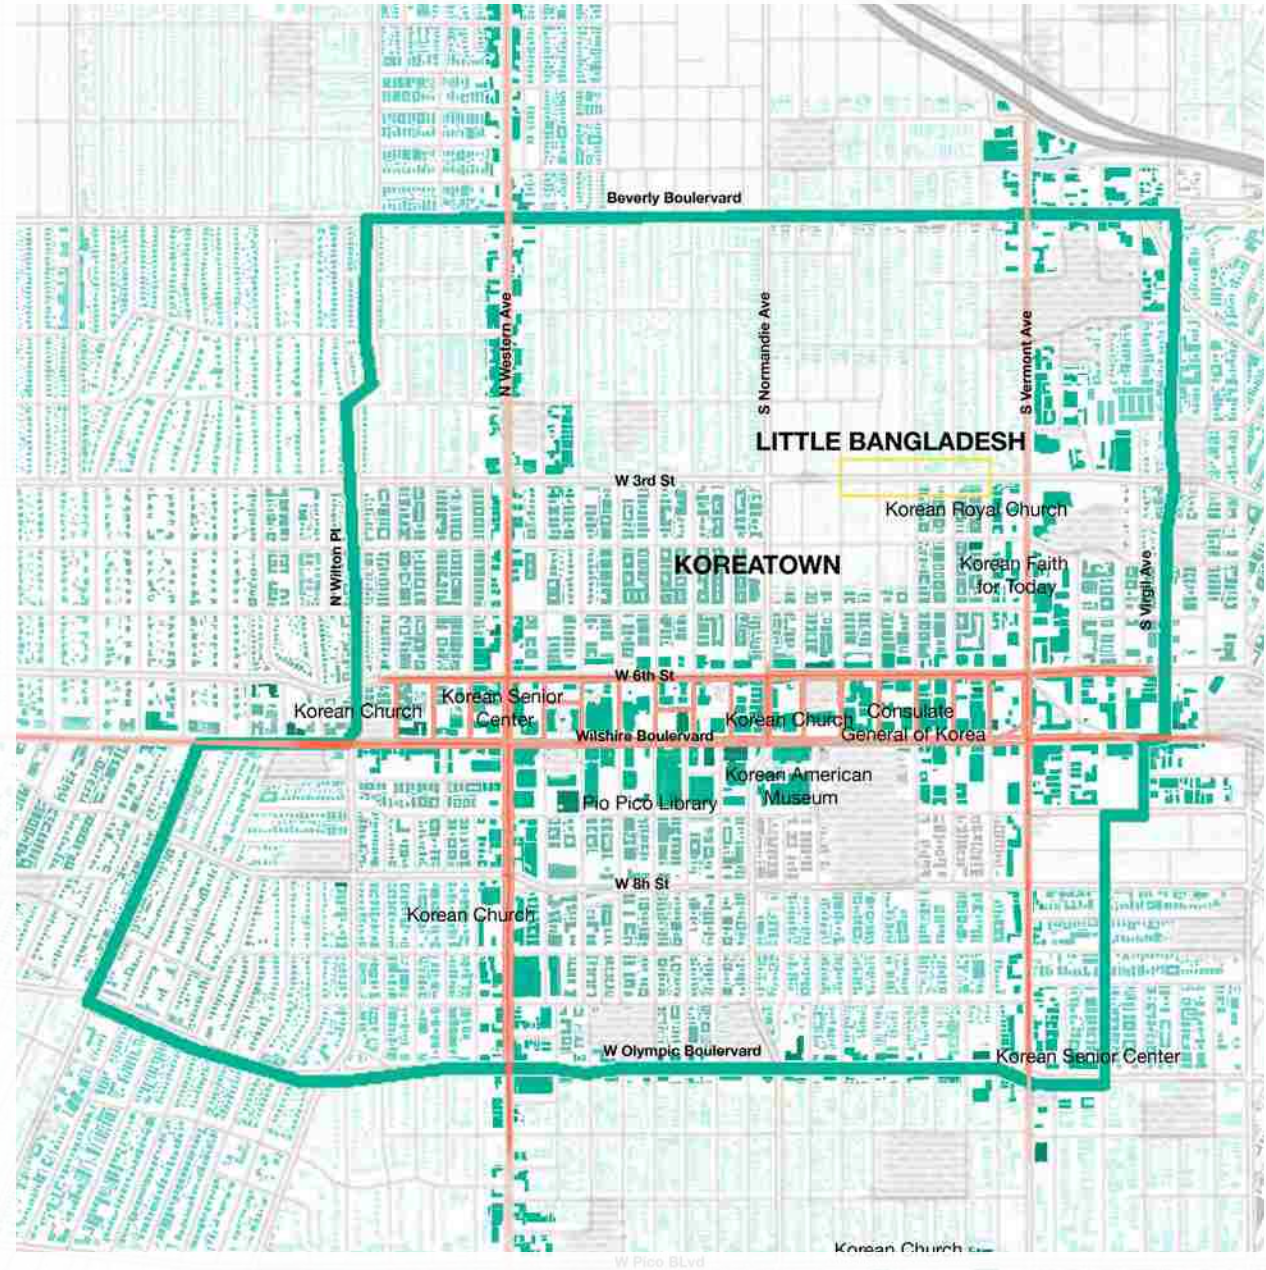 Beverly Boulervard
N Western Ave
S Normandie Ave
S Vermont Ave
LITTLE BANGLADESH
W 3rd St
Korean Royal Church
N Wilton Pl
KOREATOWN
Korean Faith
for Today
S Virgil Ave
W 6th St
Korean Senior
Center
Korean Church
Korean Church
Consulate
General of Korea
Wilshire Boulervard
Korean American
Museum
Pio Pico Library
W 8h St
Korean Church
W Olympic Boulervard
Korean Senior Center
Korean Church
W Pico BLvd